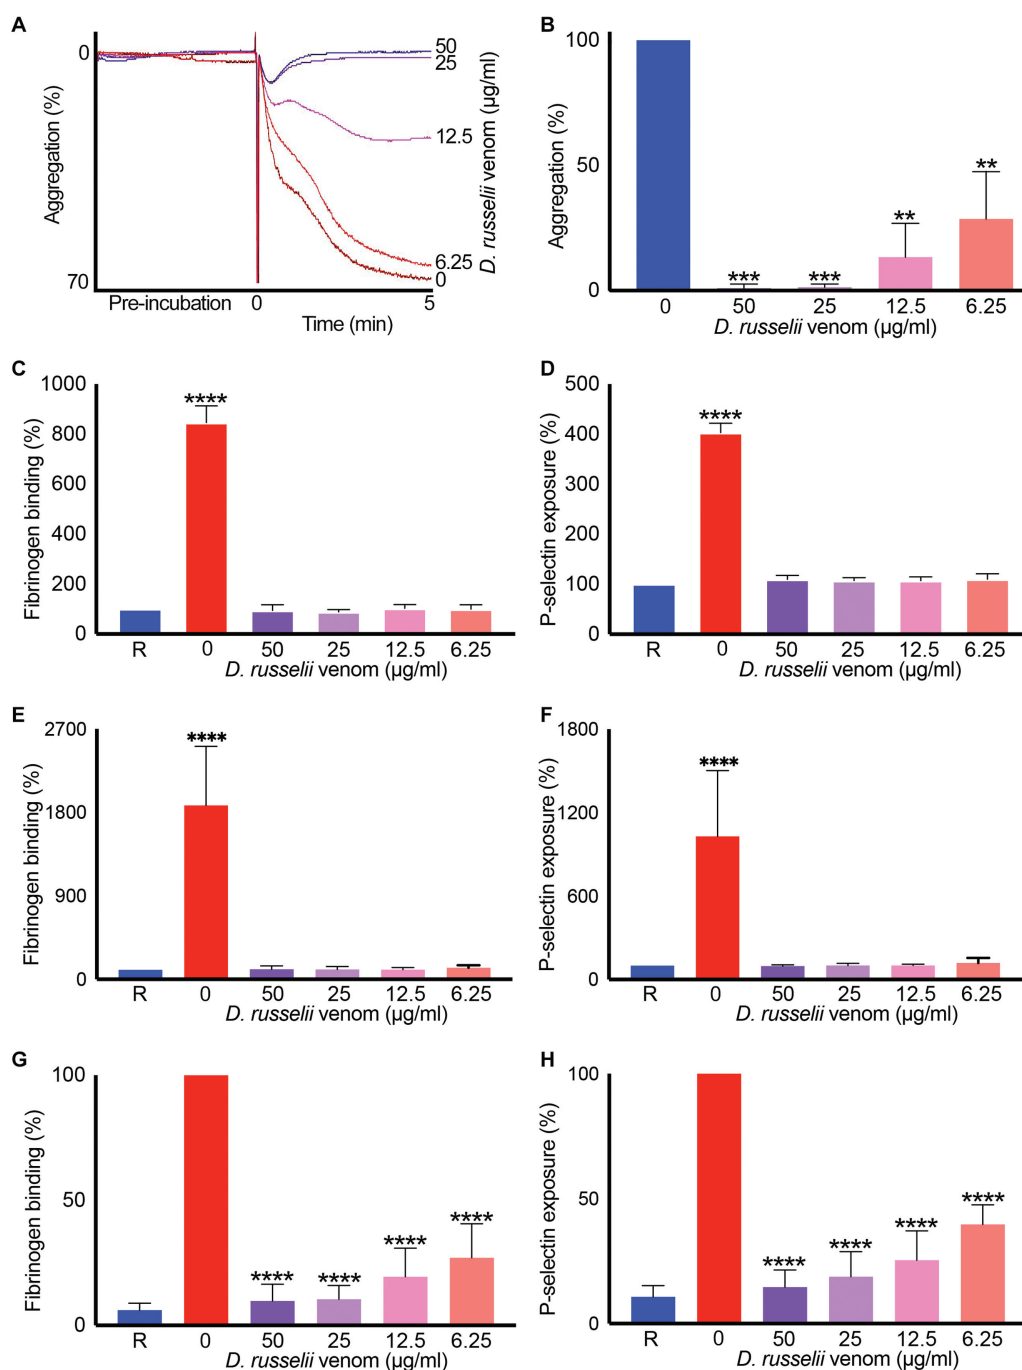 A
0
Aggregation (%)
70
Pre-incubation
0
5
Time (min)
50
25
12.5
6.25
0
D. russelii venom (µg/ml)
B
100
50
0
Aggregation (%)
***
***
**
**
0
50
25
12.5
6.25
D. russelii venom (µg/ml)
C
1000
800
600
400
200
0
Fibrinogen binding (%)
****
R
0
50
25
12.5
6.25
D. russelii venom (µg/ml)
D
500
400
300
200
100
0
P-selectin exposure (%)
****
R
0
50
25
12.5
6.25
D. russelii venom (µg/ml)
E
2700
1800
900
0
Fibrinogen binding (%)
****
R
0
50
25
12.5
6.25
D. russelii venom (µg/ml)
F
1800
1200
600
0
P-selectin exposure (%)
****
R
0
50
25
12.5
6.25
D. russelii venom (µg/ml)
G
100
50
0
Fibrinogen binding (%)
****
****
****
****
R
0
50
25
12.5
6.25
D. russelii venom (µg/ml)
H
100
50
0
P-selectin exposure (%)
****
****
****
****
R
0
50
25
12.5
6.25
D. russelii venom (µg/ml)